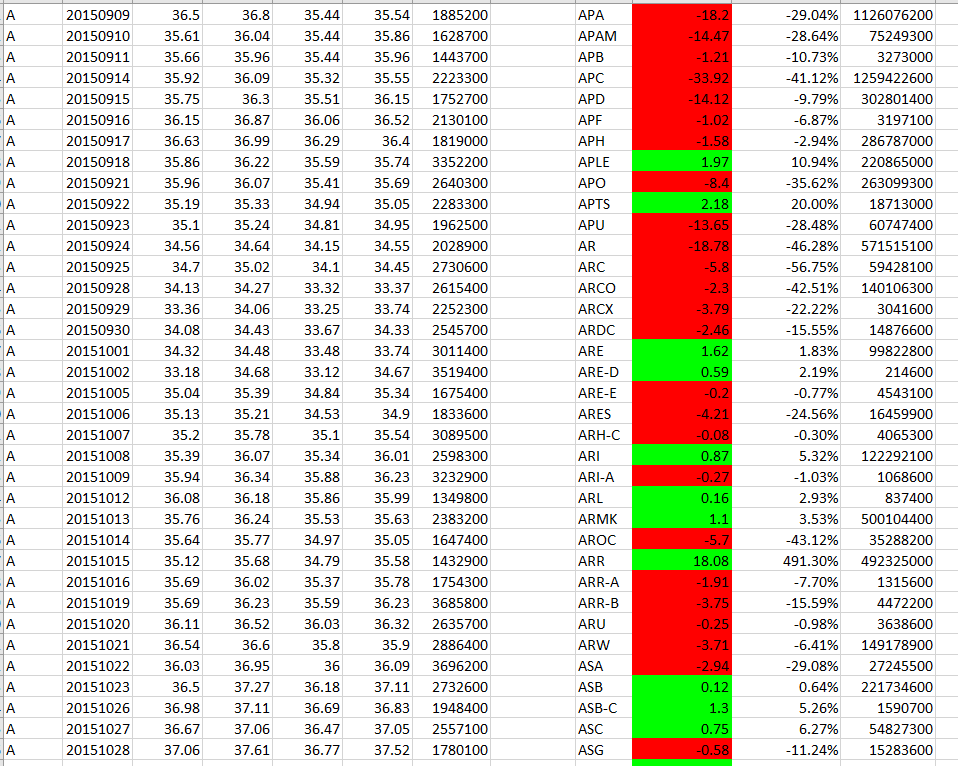 A 20150909 36.5 36.8 35.44 35.54 1885200 APA -18.2 -29.04% 1126076200
A 20150910 35.61 36.04 35.44 35.86 1628700 APAM -14.47 -28.64% 75249300
A 20150911 35.66 35.96 35.44 35.96 1443700 APB -1.21 -10.73% 3273000
A 20150914 35.92 36.09 35.32 35.55 2223300 APC -33.92 -41.12% 1259422600
A 20150915 35.75 36.3 35.51 36.15 1752700 APD -14.12 -9.79% 302801400
A 20150916 36.15 36.87 36.06 36.52 2130100 APF -1.02 -6.87% 3197100
A 20150917 36.63 36.99 36.29 36.4 1819000 APH -1.58 -2.94% 286787000
A 20150918 35.86 36.22 35.59 35.74 3352200 APLE 1.97 10.94% 220865000
A 20150921 35.96 36.07 35.41 35.69 2640300 APO -8.4 -35.62% 263099300
A 20150922 35.19 35.33 34.94 35.05 2283300 APTS 2.18 20.00% 18713000
A 20150923 35.1 35.24 34.81 34.95 1962500 APU -13.65 -28.48% 60747400
A 20150924 34.56 34.64 34.15 34.55 2028900 AR -18.78 -46.28% 571515100
A 20150925 34.7 35.02 34.1 34.45 2730600 ARC -5.8 -56.75% 59428100
A 20150928 34.13 34.27 33.32 33.37 2615400 ARCO -2.3 -42.51% 140106300
A 20150929 33.36 34.06 33.25 33.74 2252300 ARCX -3.79 -22.22% 3041600
A 20150930 34.08 34.43 33.67 34.33 2545700 ARDC -2.46 -15.55% 14876600
A 20151001 34.32 34.48 33.48 33.74 3011400 ARE 1.62 1.83% 99822800
A 20151002 33.18 34.68 33.12 34.67 3519400 ARE-D 0.59 2.19% 214600
A 20151005 35.04 35.39 34.84 35.34 1675400 ARE-E -0.2 -0.77% 4543100
A 20151006 35.13 35.21 34.53 34.9 1833600 ARES -4.21 -24.56% 16459900
A 20151007 35.2 35.78 35.1 35.54 3089500 ARH-C -0.08 -0.30% 4065300
A 20151008 35.39 36.07 35.34 36.01 2598300 ARI 0.87 5.32% 122292100
A 20151009 35.94 36.34 35.88 36.23 3232900 ARI-A -0.27 -1.03% 1068600
A 20151012 36.08 36.18 35.86 35.99 1349800 ARL 0.16 2.93% 837400
A 20151013 35.76 36.24 35.53 35.63 2383200 ARMK 1.1 3.53% 500104400
A 20151014 35.64 35.77 34.97 35.05 1647400 AROC -5.7 -43.12% 35288200
A 20151015 35.12 35.68 34.79 35.58 1432900 ARR 18.08 491.30% 492325000
A 20151016 35.69 36.02 35.37 35.78 1754300 ARR-A -1.91 -7.70% 1315600
A 20151019 35.69 36.23 35.59 36.23 3685800 ARR-B -3.75 -15.59% 4472200
A 20151020 36.11 36.52 36.03 36.32 2635700 ARU -0.25 -0.98% 3638600
A 20151021 36.54 36.6 35.8 35.9 2886400 ARW -3.71 -6.41% 149178900
A 20151022 36.03 36.95 36 36.09 3696200 ASA -2.94 -29.08% 27245500
A 20151023 36.5 37.27 36.18 37.11 2732600 ASB 0.12 0.64% 221734600
A 20151026 36.98 37.11 36.69 36.83 1948400 ASB-C 1.3 5.26% 1590700
A 20151027 36.67 37.06 36.47 37.05 2557100 ASC 0.75 6.27% 54827300
A 20151028 37.06 37.61 36.77 37.52 1780100 ASG -0.58 -11.24% 15283600